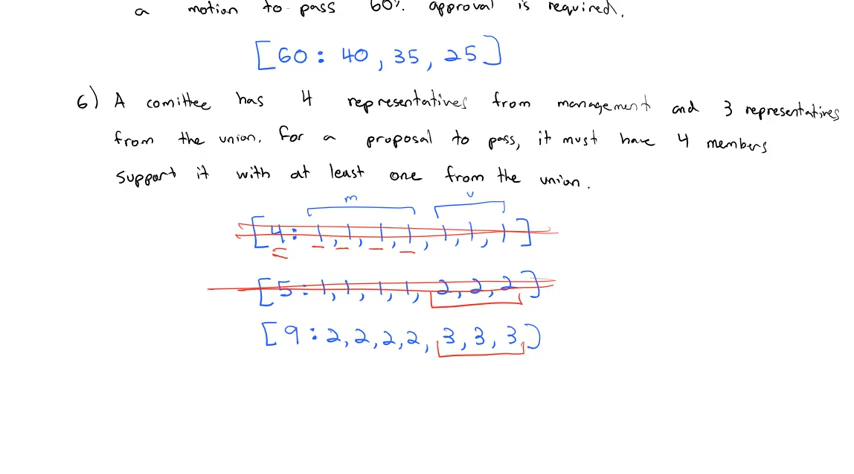 a motion to pass 60% approval is required.
[60: 40, 35, 25]
6) A comittee has 4 representatives from management and 3 representatives
from the union. For a proposal to pass, it must have 4 members
support it with at least one from the union.
m U
[4: 1, 1, 1, 1, 1, 1, 1]
[5: 1, 1, 1, 1, 2, 2, 2]
[9: 2, 2, 2, 2, 3, 3, 3]